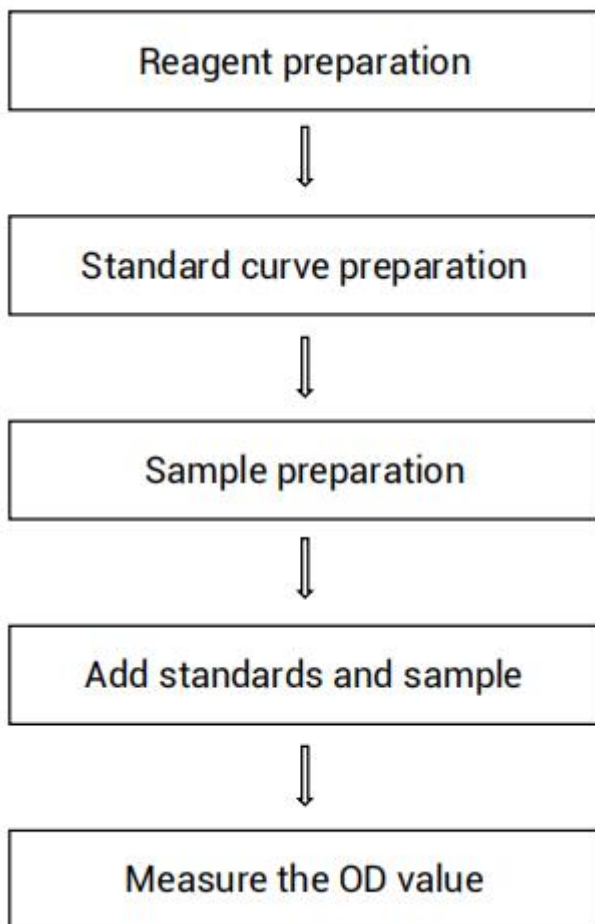 Reagent preparation
Standard curve preparation
Sample preparation
Add standards and sample
Measure the OD value